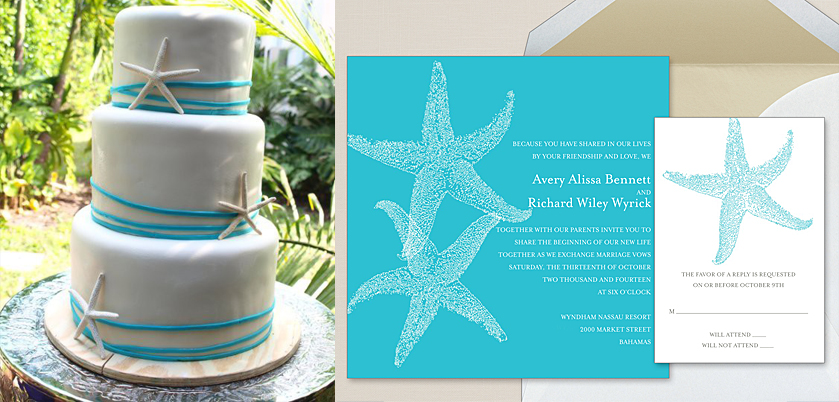 BECAUSE YOU HAVE SHARED IN OUR LIVES
BY YOUR FRIENDSHIP AND LOVE, WE
Avery Alissa Bennett
AND
Richard Wiley Wyrick
TOGETHER WITH OUR PARENTS INVITE YOU TO
SHARE THE BEGINNING OF OUR NEW LIFE
TOGETHER AS WE EXCHANGE MARRIAGE VOWS
SATURDAY, THE THIRTEENTH OF OCTOBER
TWO THOUSAND AND FOURTEEN
AT SIX O'CLOCK
WYNDHAM NASSAU RESORT
2000 MARKET STREET
BAHAMAS
THE FAVOR OF A REPLY IS REQUESTED
ON OR BEFORE OCTOBER 9TH
M
WILL ATTEND
WILL NOT ATTEND